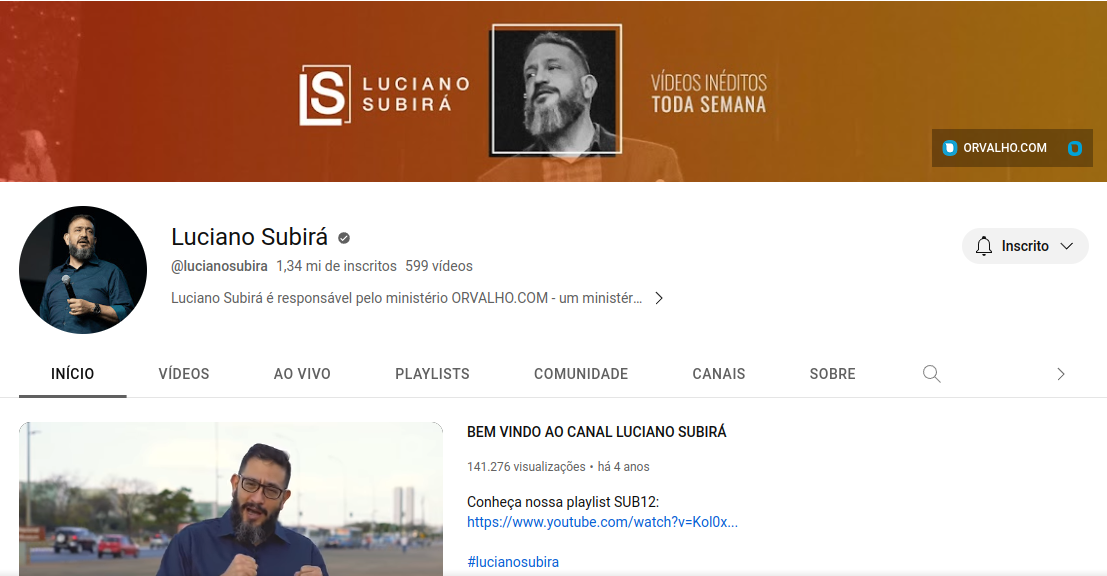 LS LUCIANO
SUBIRÁ
VÍDEOS INÉDITOS
TODA SEMANA
ORVALHO.COM
Luciano Subirá
@lucianosubira 1,34 mi de inscritos 599 vídeos
Inscrito
Luciano Subirá é responsável pelo ministério ORVALHO.COM - um ministér...
INÍCIO VÍDEOS AO VIVO PLAYLISTS COMUNIDADE CANAIS SOBRE
BEM VINDO AO CANAL LUCIANO SUBIRÁ
141.276 visualizações • há 4 anos
Conheça nossa playlist SUB12:
https://www.youtube.com/watch?v=Kol0x...
#lucianosubira